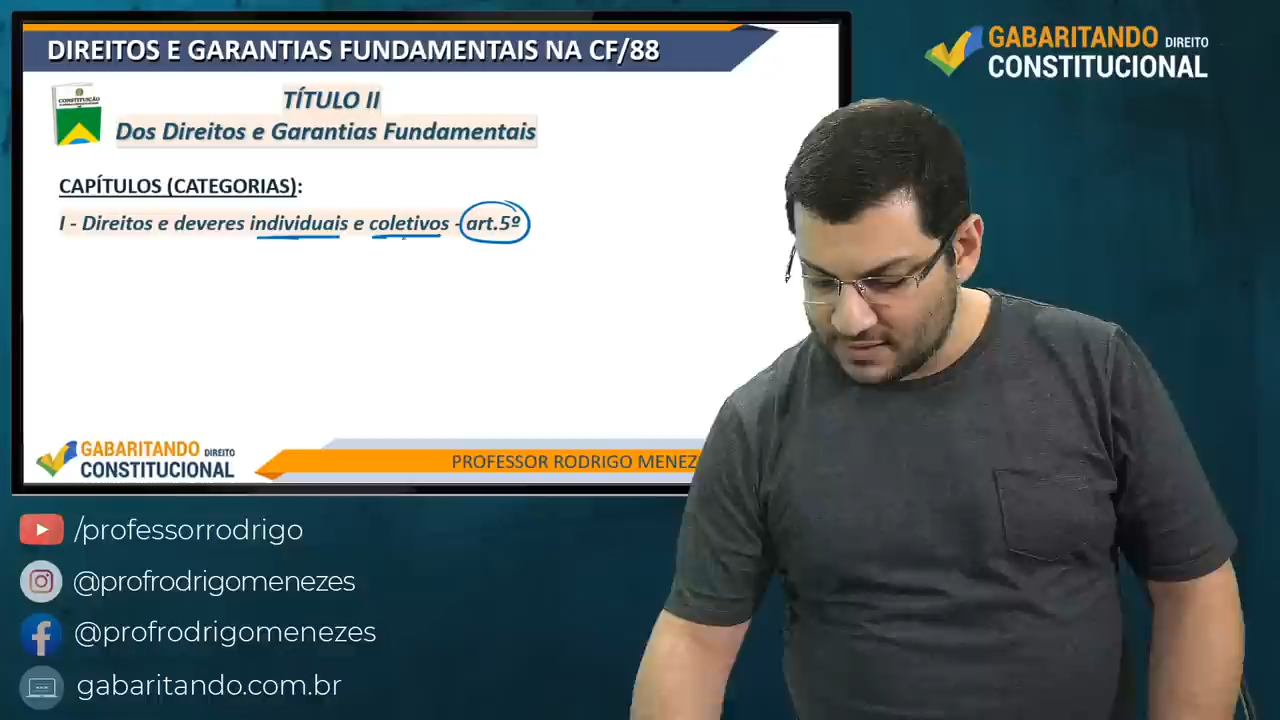 DIREITOS E GARANTIAS FUNDAMENTAIS NA CF/88
GABARITANDO DIREITO
CONSTITUCIONAL
CONSTITUIÇÃO
TÍTULO II
Dos Direitos e Garantias Fundamentais
CAPÍTULOS (CATEGORIAS):
I - Direitos e deveres individuais e coletivos - art.5º
GABARITANDO DIREITO
CONSTITUCIONAL
PROFESSOR RODRIGO MENEZ
/professorrodrigo
@profrodrigomenezes
@profrodrigomenezes
gabaritando.com.br